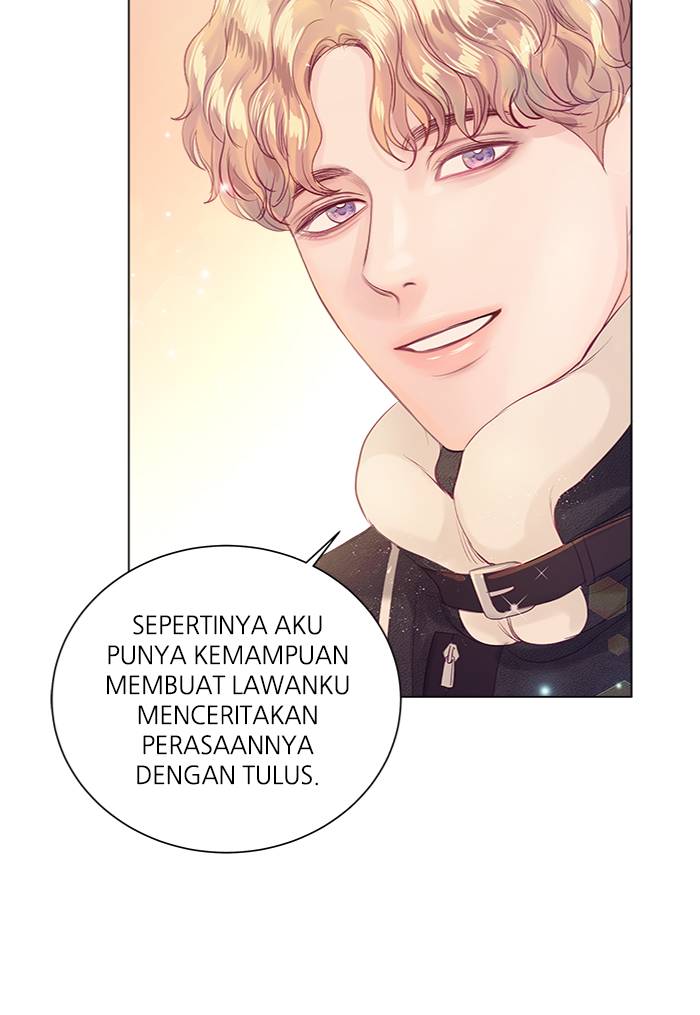 SEPERTINYA AKU
PUNYA KEMAMPUAN
MEMBUAT LAWANKU
MENCERITAKAN
PERASAANNYA
DENGAN TULUS.